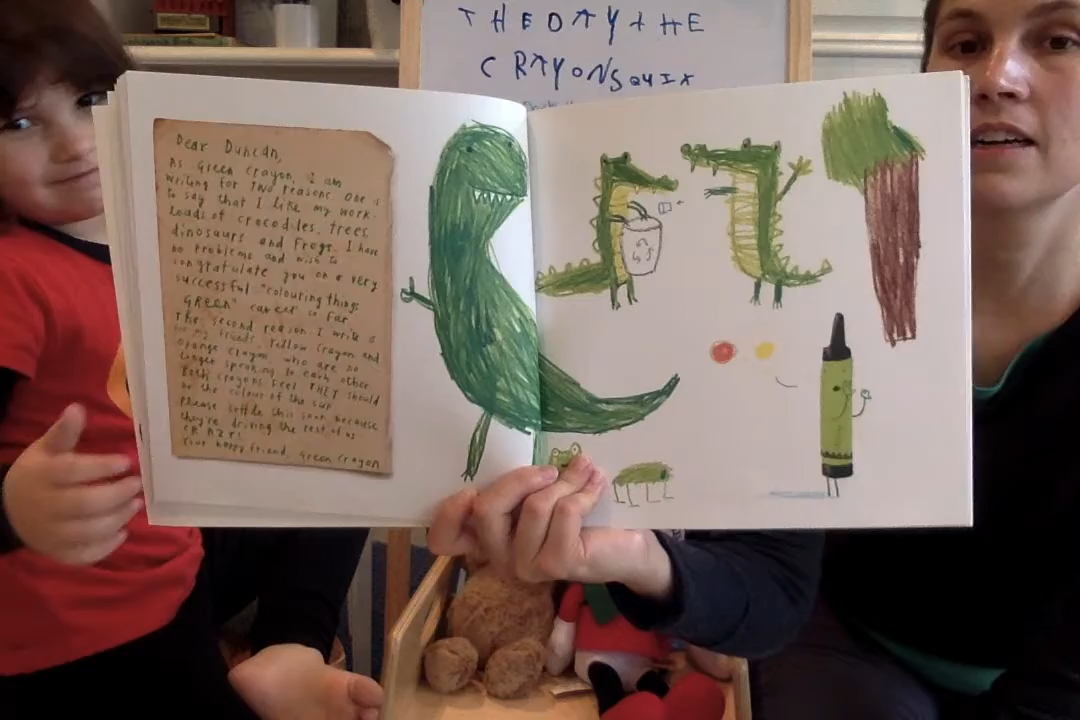 THE DAY THE
CRAYONS QUIT
Dear Duncan,
As Green Crayon, I am
writing for two reasons. One is
to say that I like my work -
loads of crocodiles, trees,
dinosaurs and frogs. I have
no problems and wish to
congratulate you on a very
successful "colouring things
Green" career so far.
The second reason I write is
for my friends, Yellow Crayon and
Orange Crayon, who are no
longer speaking to each other.
Both crayons feel THEY should
be the colour of the sun.
Please settle this soon because
they're driving the rest of us
CRAZY!
Your happy friend, Green Crayon